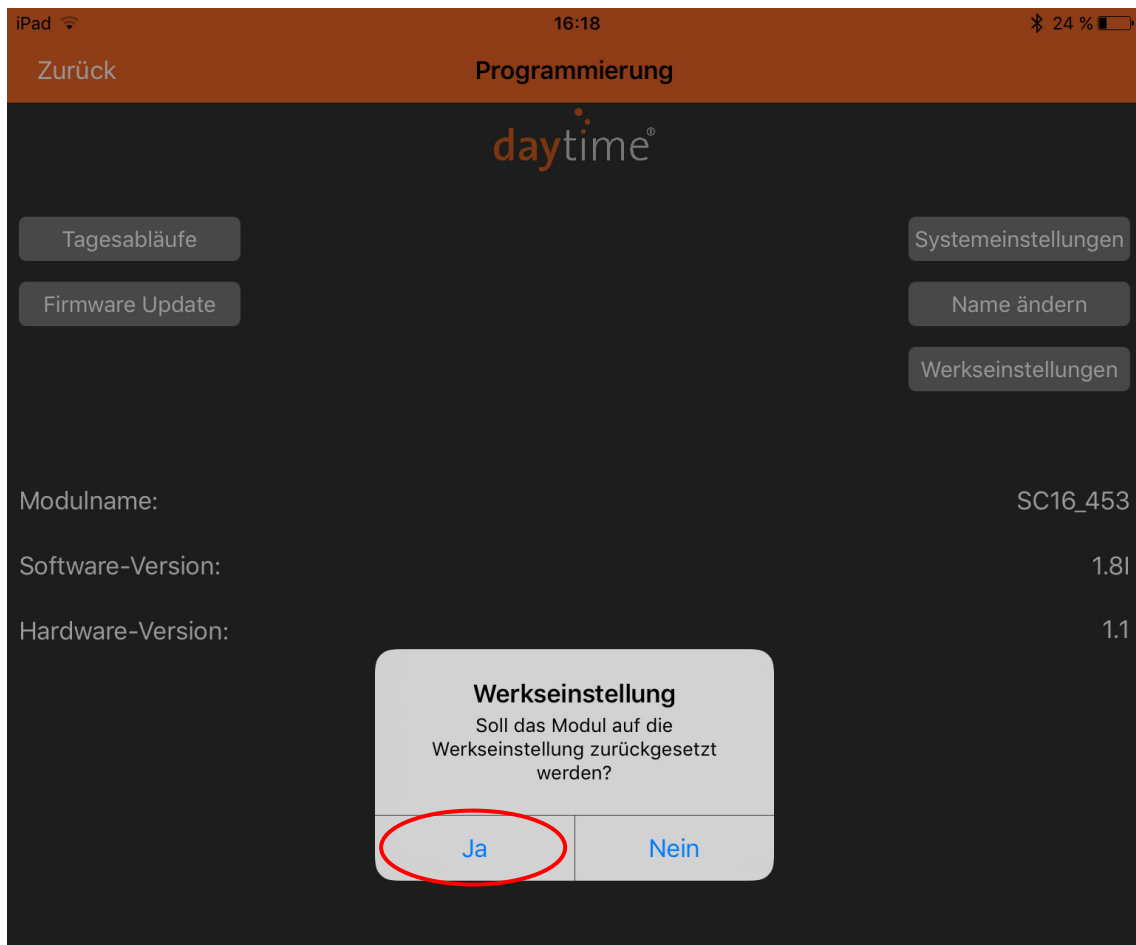 iPad 16:18 24 %
Zurück Programmierung
daytime®
Tagesabläufe Systemeinstellungen
Firmware Update Name ändern
Werkseinstellungen
Modulname: SC16_453
Software-Version: 1.8l
Hardware-Version: 1.1
Werkseinstellung
Soll das Modul auf die
Werkseinstellung zurückgesetzt
werden?
Ja Nein